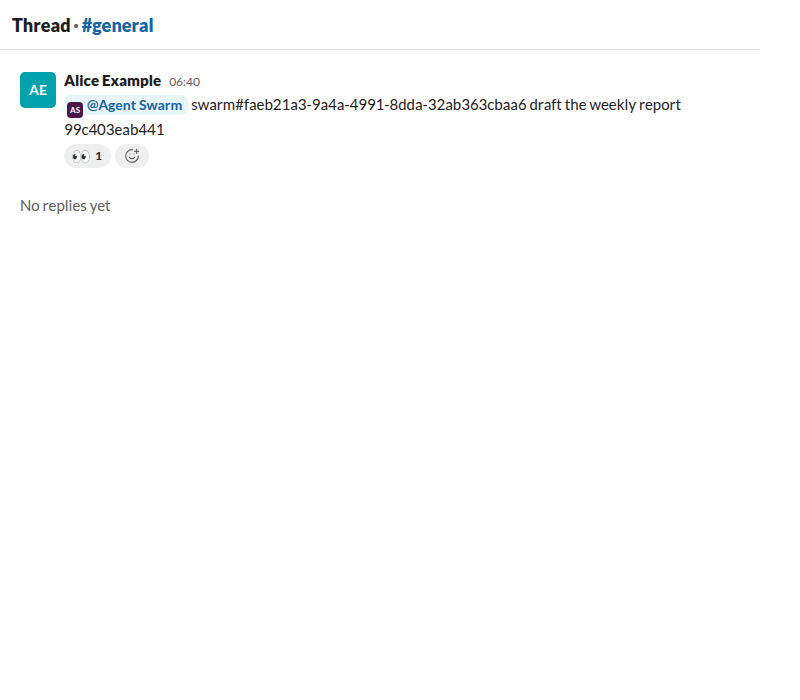 Thread • #general
AE
Alice Example 06:40
AS @Agent Swarm swarm#faeb21a3-9a4a-4991-8dda-32ab363cbaa6 draft the weekly report
99c403eab441
👀 1
No replies yet